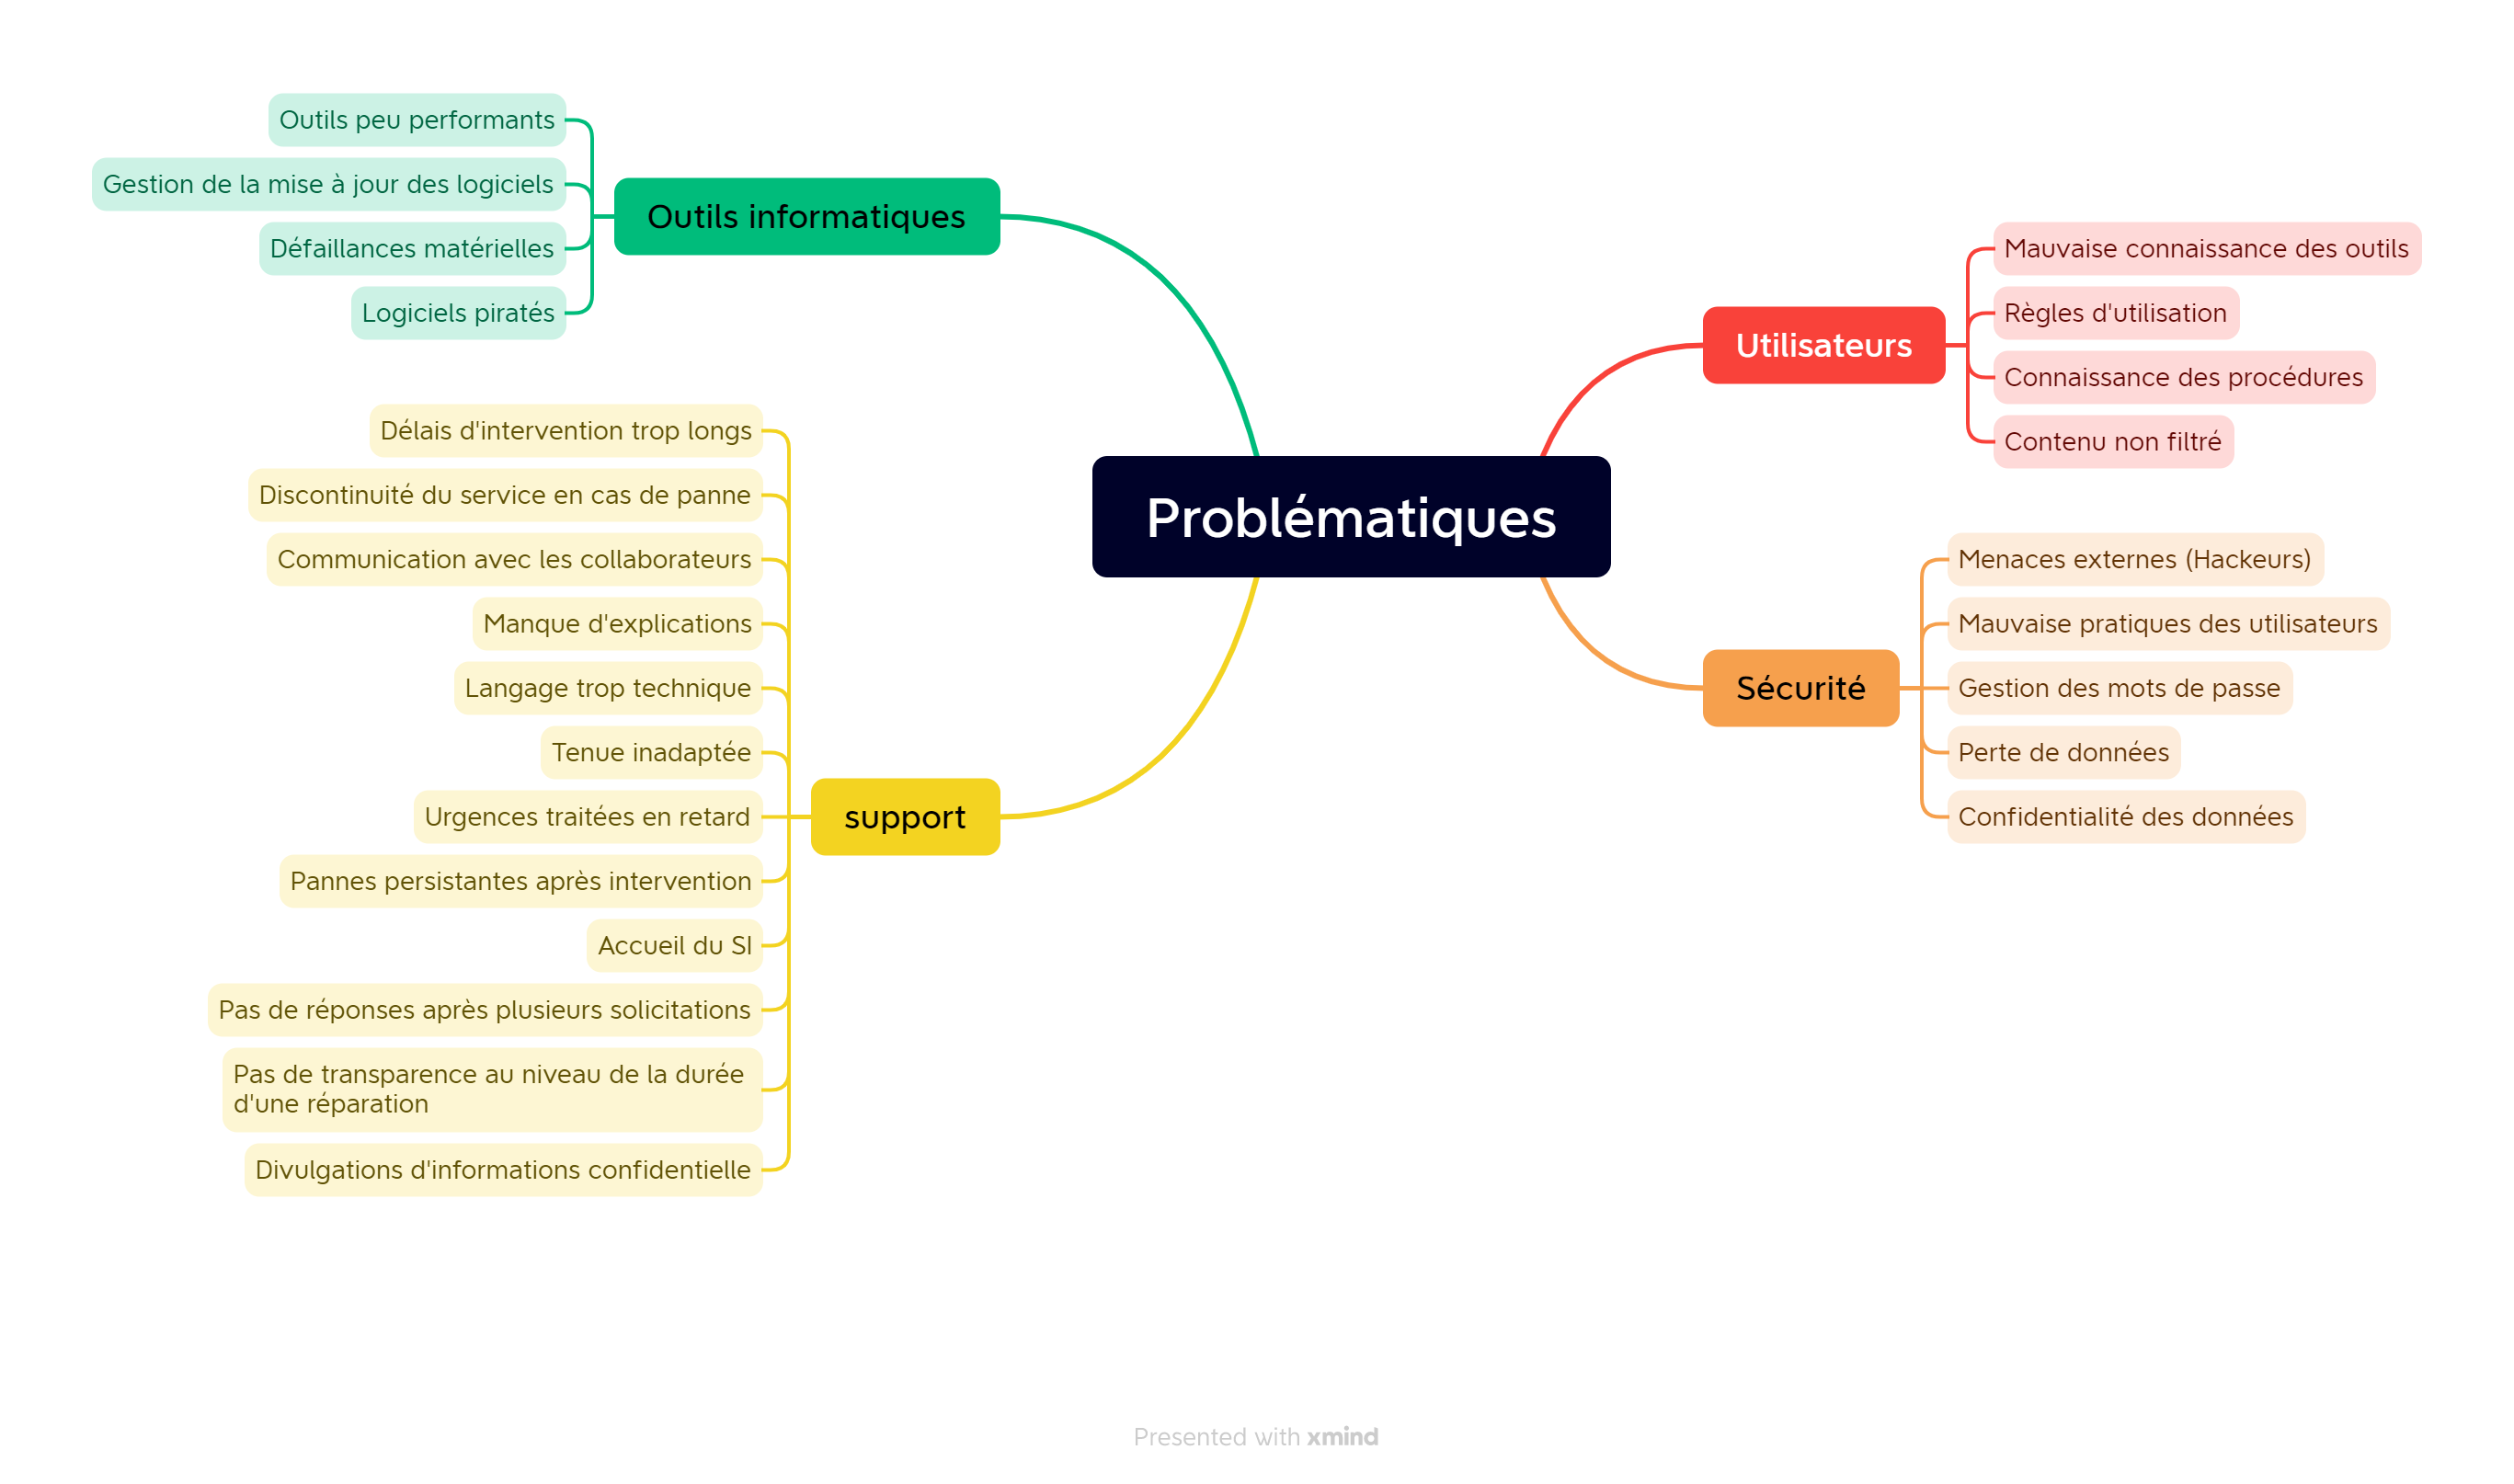 Problématiques
Utilisateurs
Mauvaise connaissance des outils
Règles d'utilisation
Connaissance des procédures
Contenu non filtré
Sécurité
Menaces externes (Hackeurs)
Mauvaise pratiques des utilisateurs
Gestion des mots de passe
Perte de données
Confidentialité des données
Outils informatiques
Outils peu performants
Gestion de la mise à jour des logiciels
Défaillances matérielles
Logiciels piratés
support
Délais d'intervention trop longs
Discontinuité du service en cas de panne
Communication avec les collaborateurs
Manque d'explications
Langage trop technique
Tenue inadaptée
Urgences traitées en retard
Pannes persistantes après intervention
Accueil du SI
Pas de réponses après plusieurs solicitations
Pas de transparence au niveau de la durée
d'une réparation
Divulgations d'informations confidentielle
Presented with xmind